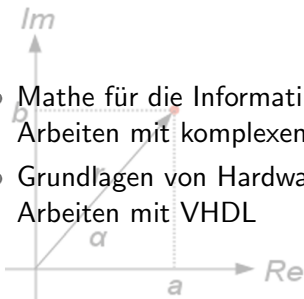 Im
Mathe für die Informati
b
Arbeiten mit komplexen
Grundlagen von Hardwa
r
Arbeiten mit VHDL
α
Re
a